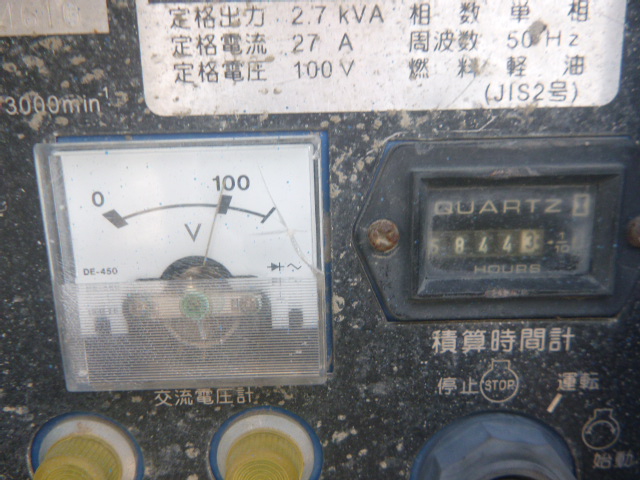 定格出力 2.7 kVA 相数 単相
定格電流 27 A 周波数 50 Hz
定格電圧 100 V 燃料 軽油
(JIS2号)
3000min⁻¹
0 100
V
DE-450
QUARTZ
8443
HOURS
積算時間計
交流電圧計
停止 STOP 運転
始動